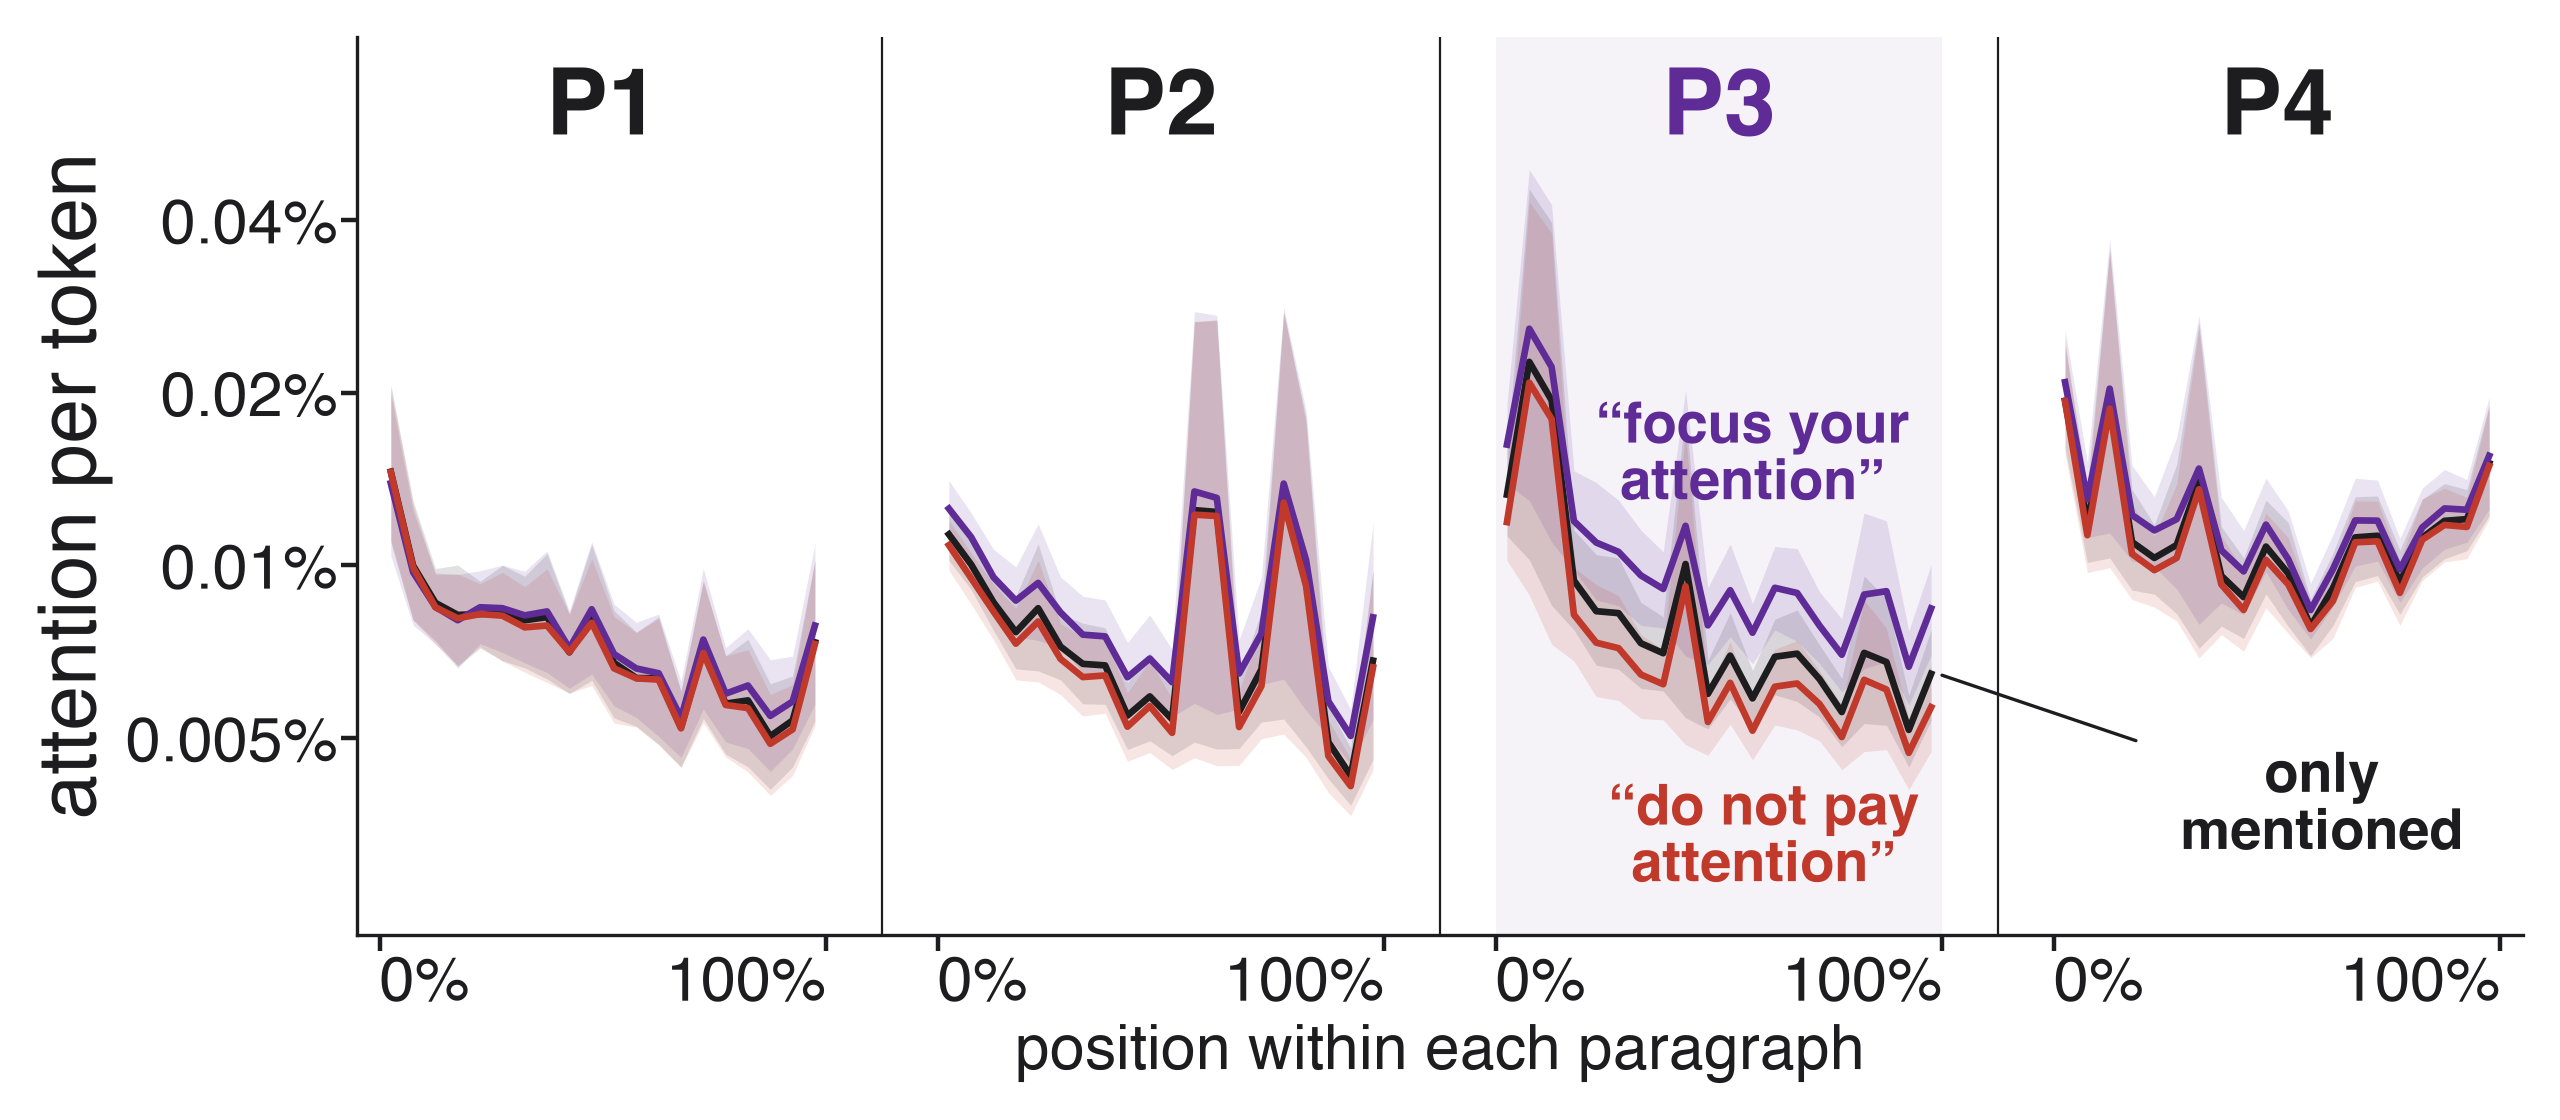 P1
P2
P3
P4
attention per token
0.04%
0.02%
0.01%
0.005%
“focus your
attention”
“do not pay
attention”
only
mentioned
0%
100%
0%
100%
0%
100%
0%
100%
position within each paragraph